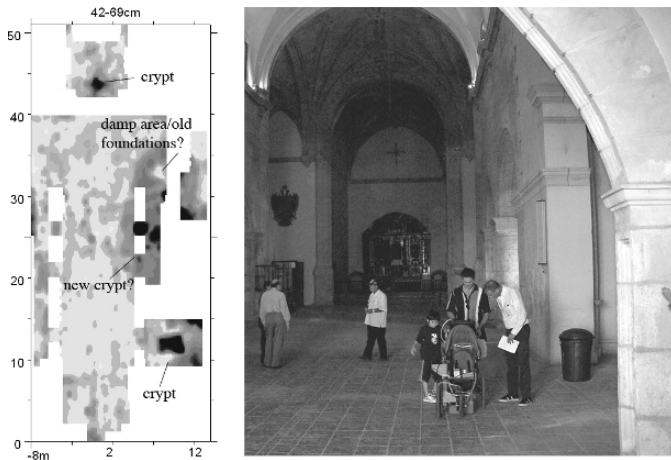 42-69cm
50
crypt
40
damp area/old
foundations?
30
20
new crypt?
10
crypt
0
-8m
2
12